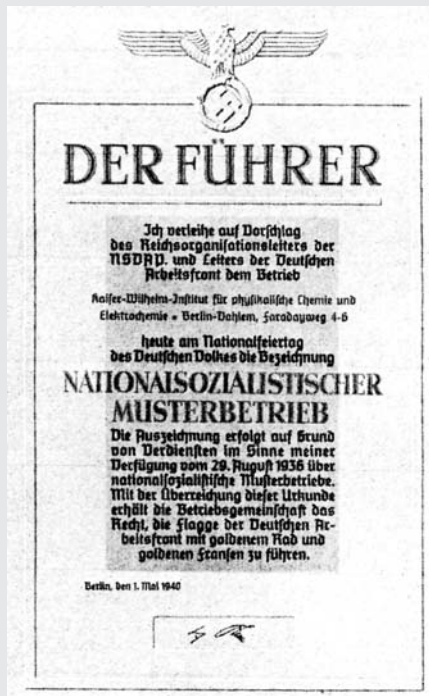 DER FÜHRER
Ich verleihe auf Vorschlag
des Reichsorganisationsleiters der
NSDAP. und Leiters der Deutschen
Arbeitsfront dem Betrieb
Kaiser-Wilhelm-Institut für physikalische Chemie und
Elektrochemie • Berlin-Dahlem, Faradayweg 4-6
heute am Nationalfeiertag
des Deutschen Volkes die Bezeichnung
NATIONALSOZIALISTISCHER
MUSTERBETRIEB
Die Auszeichnung erfolgt auf Grund
von Verdiensten im Sinne meiner
Verfügung vom 29. August 1936 über
nationalsozialistische Musterbetriebe.
Mit der Überreichung dieser Urkunde
erhält die Betriebsgemeinschaft das
Recht, die Flagge der Deutschen Ar-
beitsfront mit goldenem Rad und
goldenen Fransen zu führen.
Berlin, den 1. Mai 1940